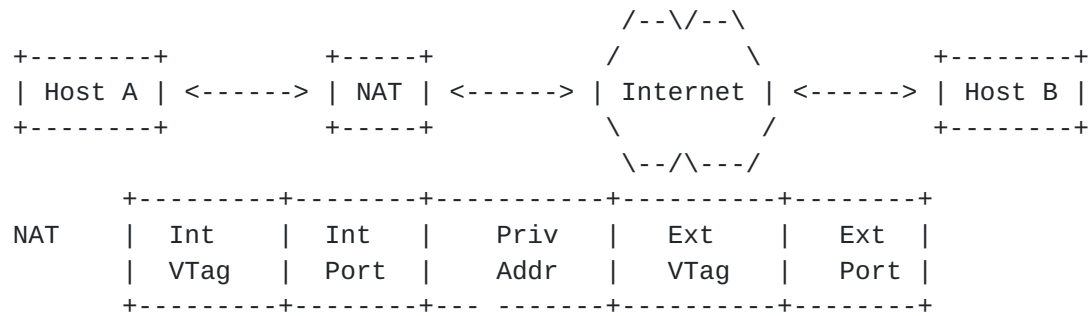 /--\/--\
+--------+          +-----+          /        \          +--------+
| Host A | <------> | NAT | <------> | Internet | <------> | Host B |
+--------+          +-----+          \         /          +--------+
\--/\---/
+---------+--------+-----------+----------+--------+
NAT    |  Int    |  Int   |    Priv   |   Ext    |   Ext  |
|  VTag   |  Port  |    Addr   |   VTag   |   Port |
+---------+--------+--- -------+----------+--------+